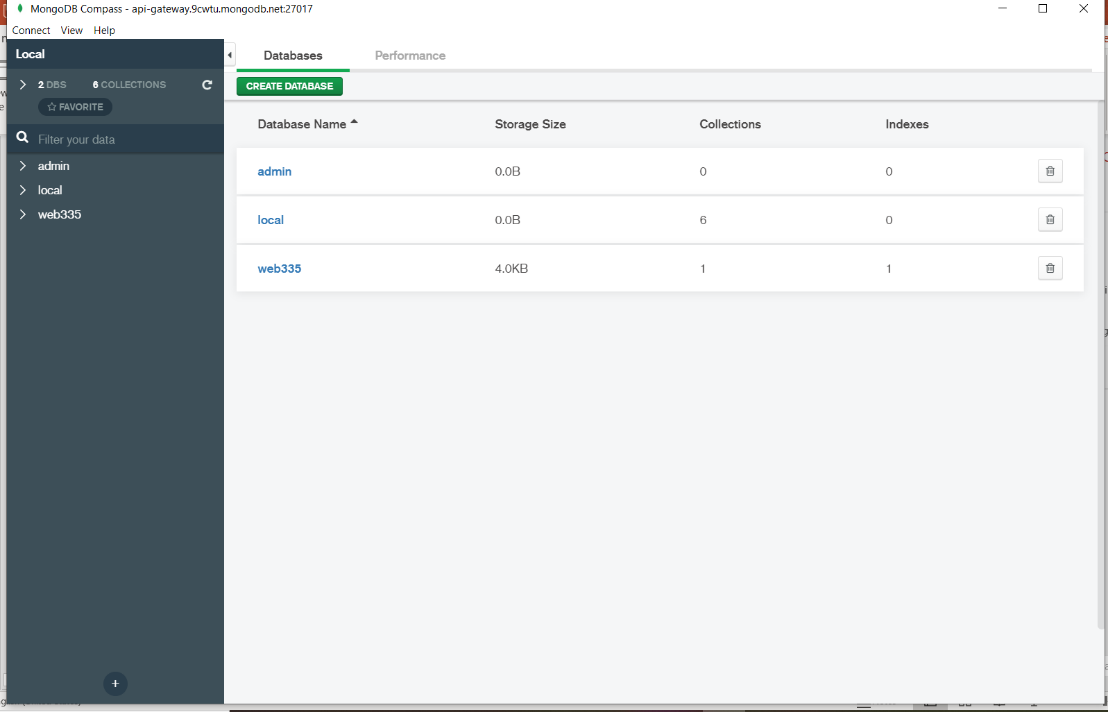 MongoDB Compass - api-gateway.9cwtu.mongodb.net:27017
Connect View Help
Local
2 DBS 6 COLLECTIONS
FAVORITE
Filter your data
admin
local
web335
Databases Performance
CREATE DATABASE
Database Name Storage Size Collections Indexes
admin 0.0B 0 0
local 0.0B 6 0
web335 4.0KB 1 1